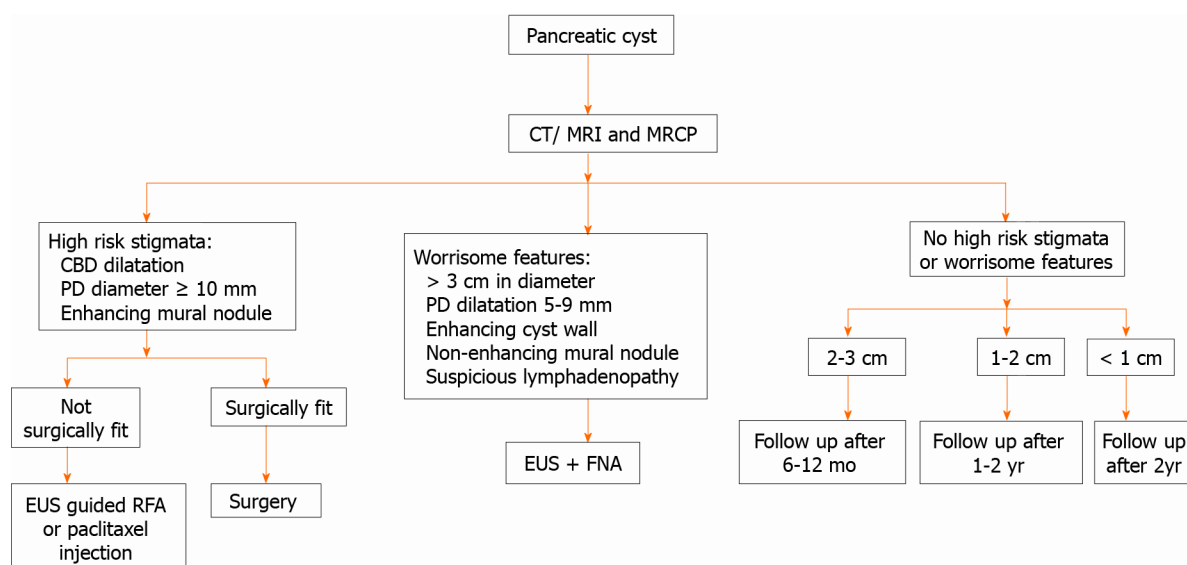 Pancreatic cyst
CT/ MRI and MRCP
High risk stigmata:
CBD dilatation
PD diameter ≥ 10 mm
Enhancing mural nodule
Not
surgically fit
Surgically fit
EUS guided RFA
or paclitaxel
injection
Surgery
Worrisome features:
> 3 cm in diameter
PD dilatation 5-9 mm
Enhancing cyst wall
Non-enhancing mural nodule
Suspicious lymphadenopathy
EUS + FNA
No high risk stigmata
or worrisome features
2-3 cm
1-2 cm
< 1 cm
Follow up after
6-12 mo
Follow up after
1-2 yr
Follow up
after 2yr